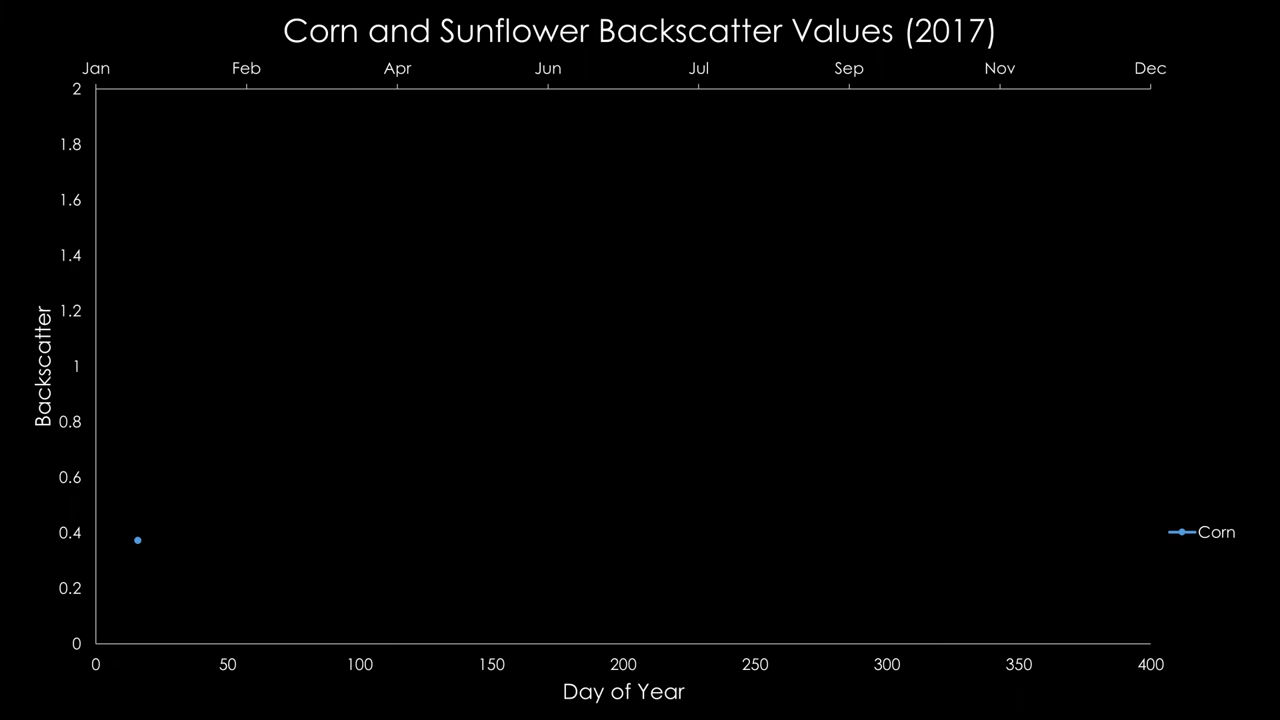 Corn and Sunflower Backscatter Values (2017)
Jan Feb Apr Jun Jul Sep Nov Dec
2
1.8
1.6
1.4
1.2
1
0.8
0.6
0.4
0.2
0
Backscatter
Corn
0 50 100 150 200 250 300 350 400
Day of Year